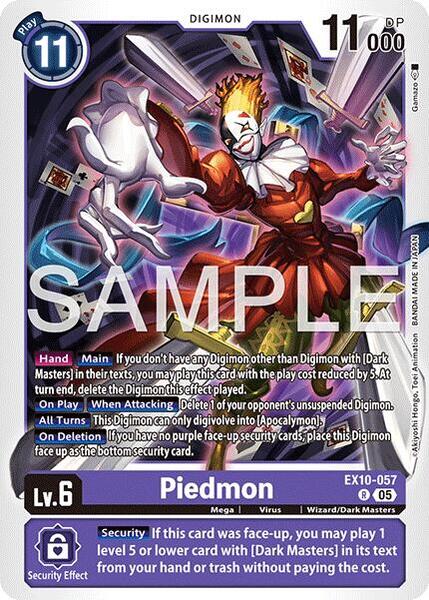 Play
11
DIGIMON
11000 DP
Gamazo
SAMPLE
©Akiyoshi Hongo, Toei Animation BANDAI MADE IN JAPAN
Hand Main If you don't have any Digimon other than Digimon with [Dark
Masters] in their texts, you may play this card with the play cost reduced by 5. At
turn end, delete the Digimon this effect played.
On Play When Attacking Delete 1 of your opponent's unsuspended Digimon.
All Turns This Digimon can only digivolve into [Apocalymon].
On Deletion If you have no purple face-up security cards, place this Digimon
face up as the bottom security card.
Lv.6
Piedmon
EX10-057
R 05
Mega | Virus | Wizard/Dark Masters
Security Effect
Security If this card was face-up, you may play 1
level 5 or lower card with [Dark Masters] in its text
from your hand or trash without paying the cost.